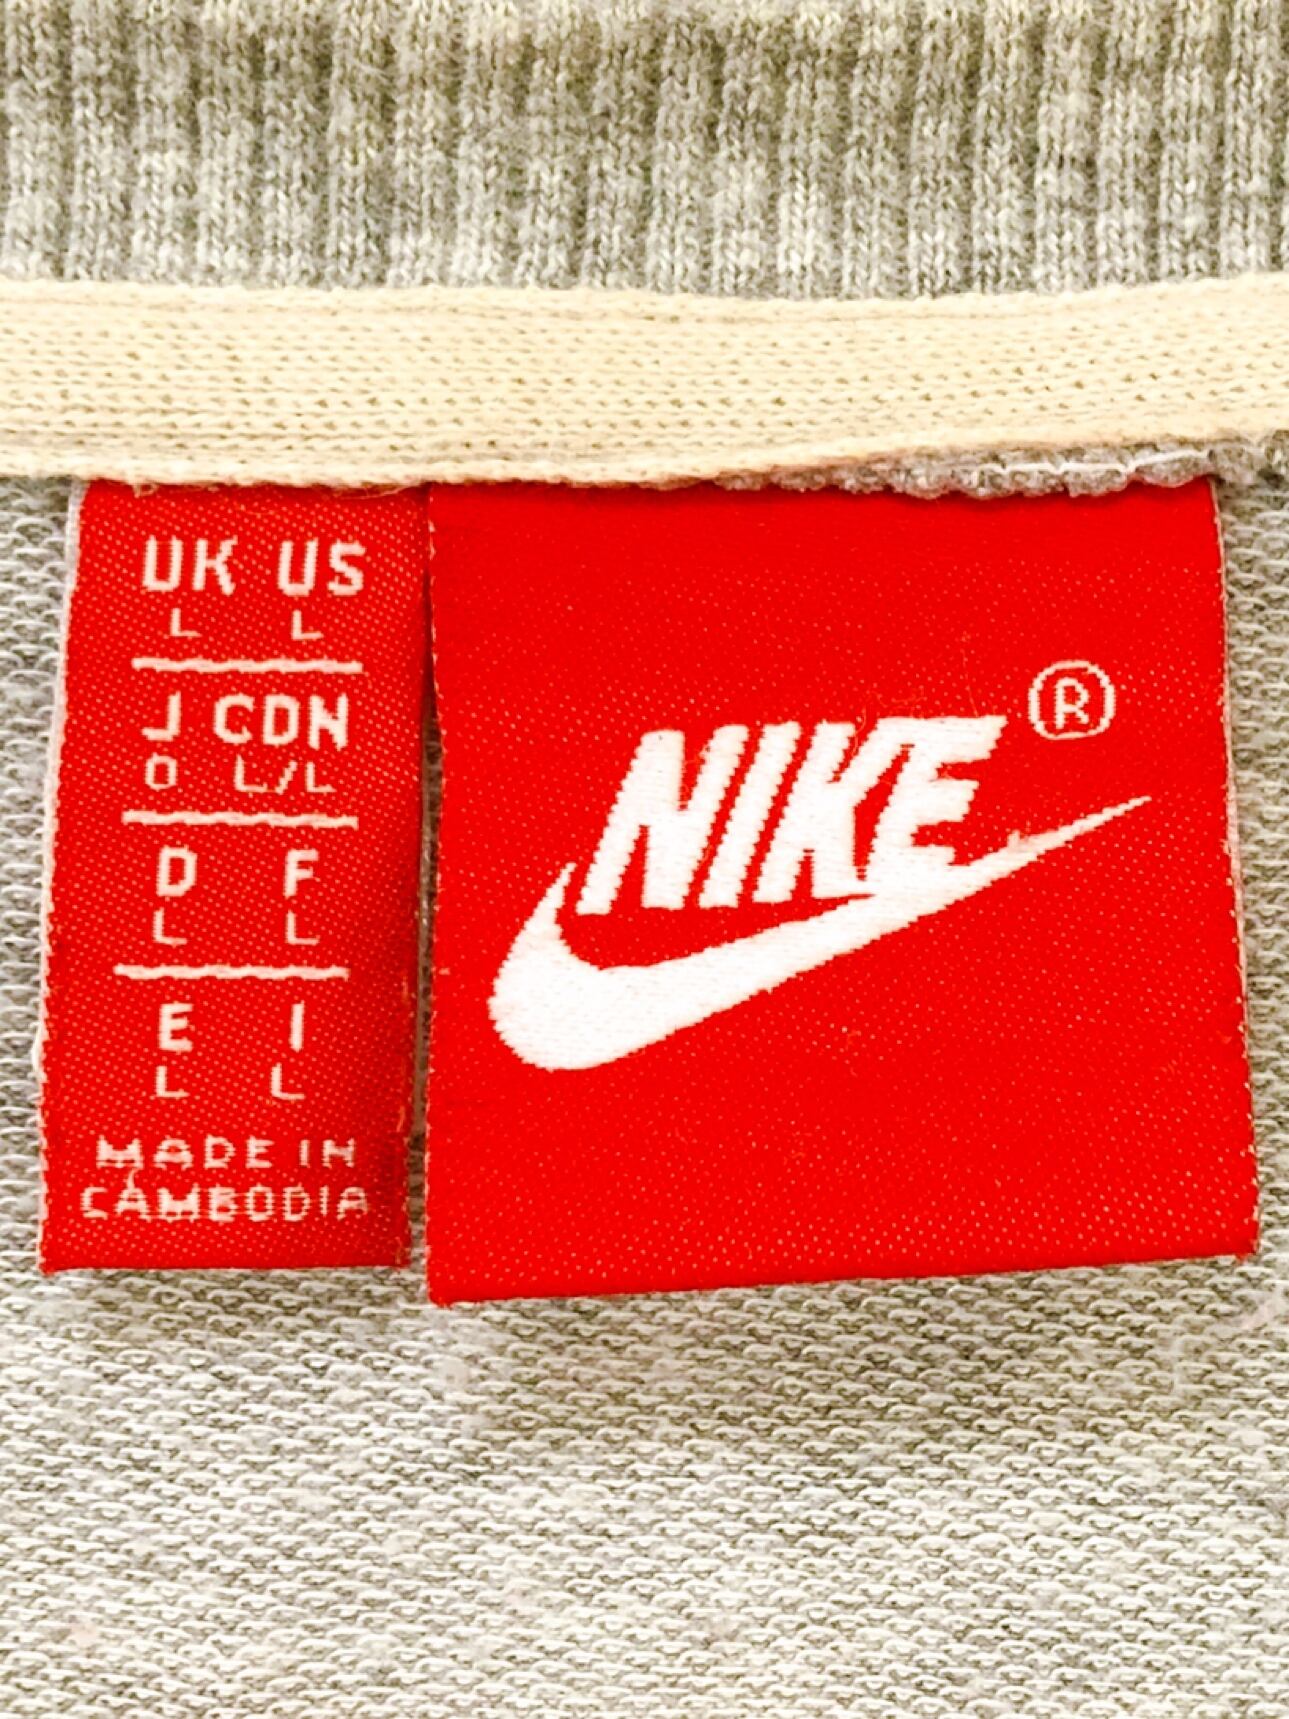 UK US
L L
J CDN
O L/L
D F
L L
E I
L L
MADE IN
CAMBODIA
NIKE ®